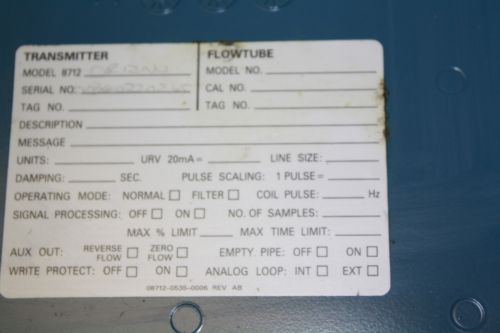 TRANSMITTER
MODEL 8712
SERIAL NO.
TAG NO.
FLOWTUBE
MODEL NO.
CAL NO.
TAG NO.
DESCRIPTION
MESSAGE
UNITS: URV 20mA = LINE SIZE:
DAMPING: SEC. PULSE SCALING: 1 PULSE =
OPERATING MODE: NORMAL □ FILTER □ COIL PULSE: Hz
SIGNAL PROCESSING: OFF □ ON □ NO. OF SAMPLES:
MAX % LIMIT MAX TIME LIMIT:
AUX OUT: REVERSE FLOW □ ZERO FLOW □ EMPTY PIPE: OFF □ ON □
WRITE PROTECT: OFF □ ON □ ANALOG LOOP: INT □ EXT □
08712-0535-0006 REV AB